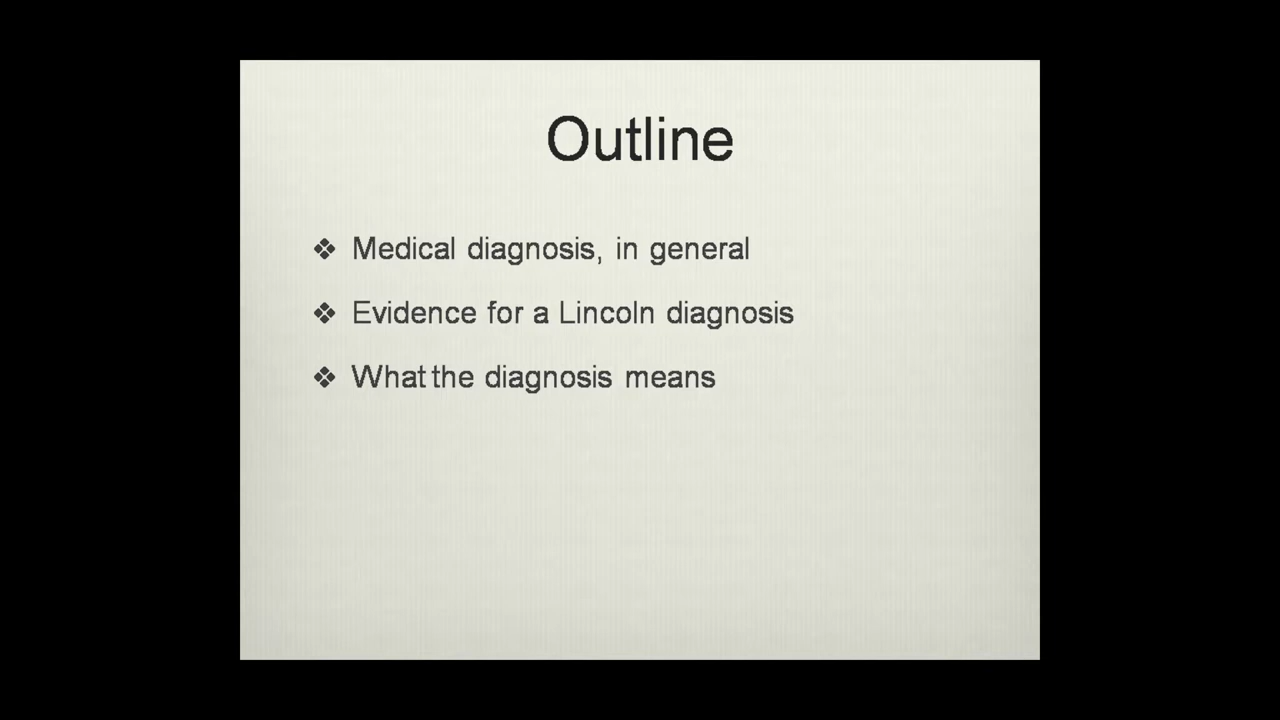 Outline
❖ Medical diagnosis, in general
❖ Evidence for a Lincoln diagnosis
❖ What the diagnosis means